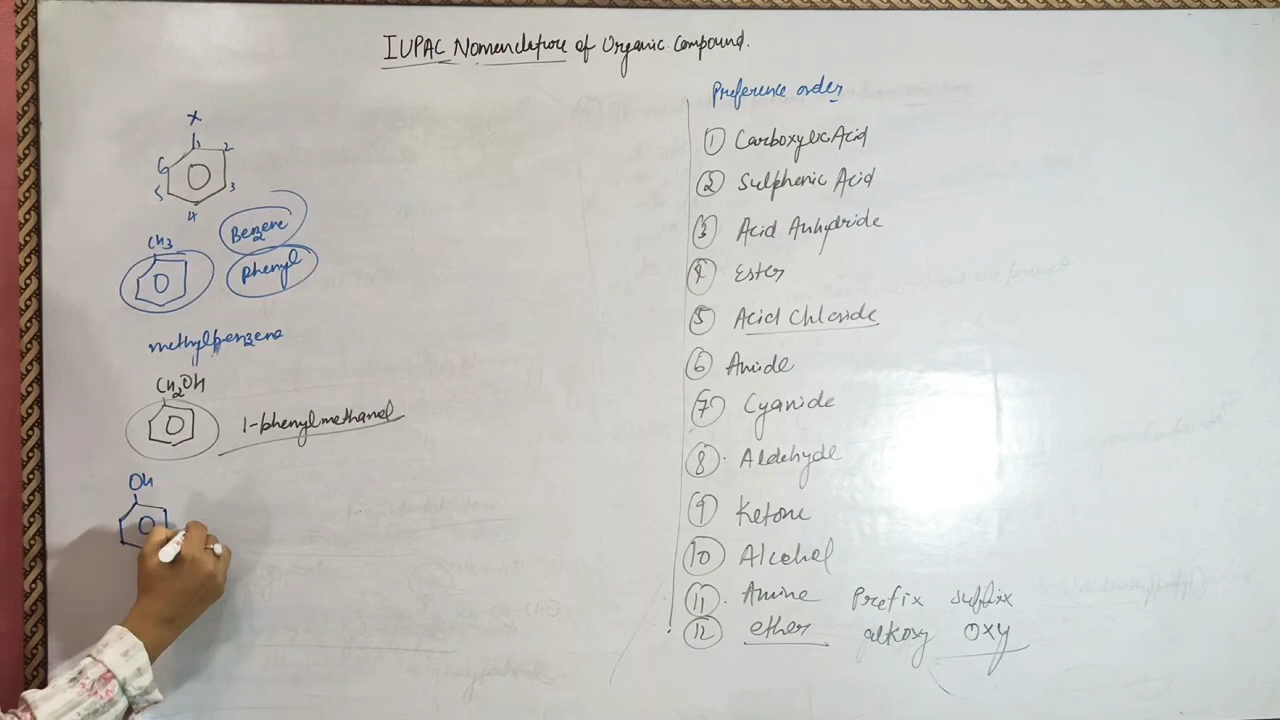 IUPAC Nomenclature of Organic Compound.
X
1
2
6
5
3
4
Benzene
CH3
Phenyl
methylbenzene
CH2OH
1-phenylmethanol
OH
Preference order
1 Carboxylic Acid
2 Sulphenic Acid
3 Acid Anhydride
4 Ester
5 Acid Chloride
6 Amide
7 Cyanide
8. Aldehyde
9 Ketone
10 Alcohol
11. Amine Prefix suffix
12 ether alkoxy oxy